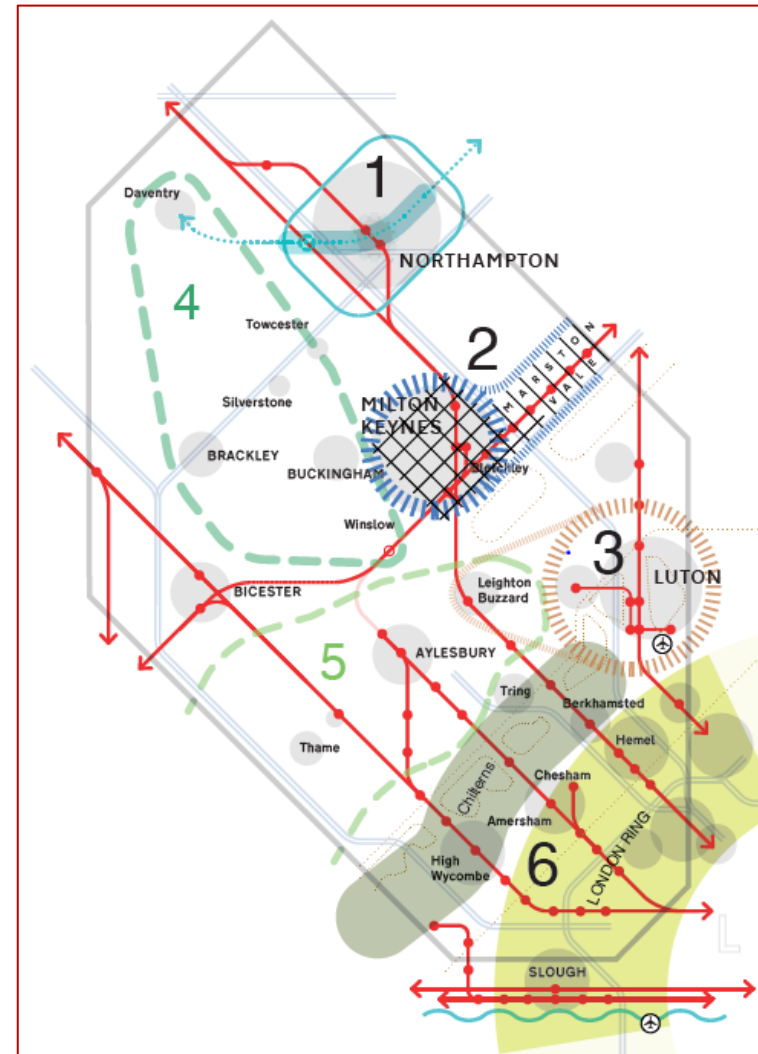 1
Daventry
NORTHAMPTON
4
Towcester
2
MARSTON
VALE
Silverstone
MILTON
KEYNES
BRACKLEY
BUCKINGHAM
Bletchley
Winslow
3
LUTON
BICESTER
Leighton
Buzzard
5
AYLESBURY
Tring
Berkhamsted
Thame
Hemel
Chilterns
Chesham
Amersham
LONDON RING
High
Wycombe
6
L
SLOUGH